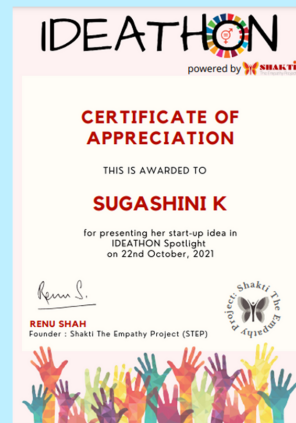 IDEATHON
powered by SHAKTI
CERTIFICATE OF
APPRECIATION
THIS IS AWARDED TO
SUGASHINI K
for presenting her start-up idea in
IDEATHON Spotlight
on 22nd October, 2021
Renu S.
RENU SHAH
Founder : Shakti The Empathy Project (STEP)
Project: Shakti The Empathy